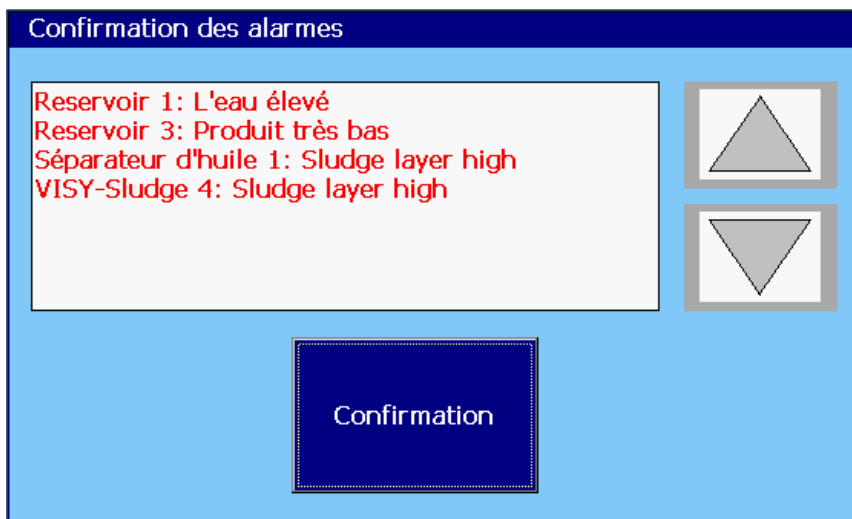 Confirmation des alarmes
Reservoir 1: L'eau élevé
Reservoir 3: Produit très bas
Séparateur d'huile 1: Sludge layer high
VISY-Sludge 4: Sludge layer high
Confirmation